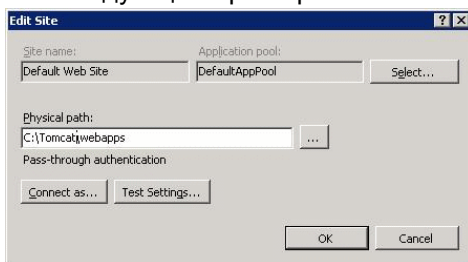 Edit Site
Site name: Application pool:
Default Web Site DefaultAppPool Select...
Physical path:
C:\Tomcat\webapps ...
Pass-through authentication
Connect as... Test Settings...
OK Cancel